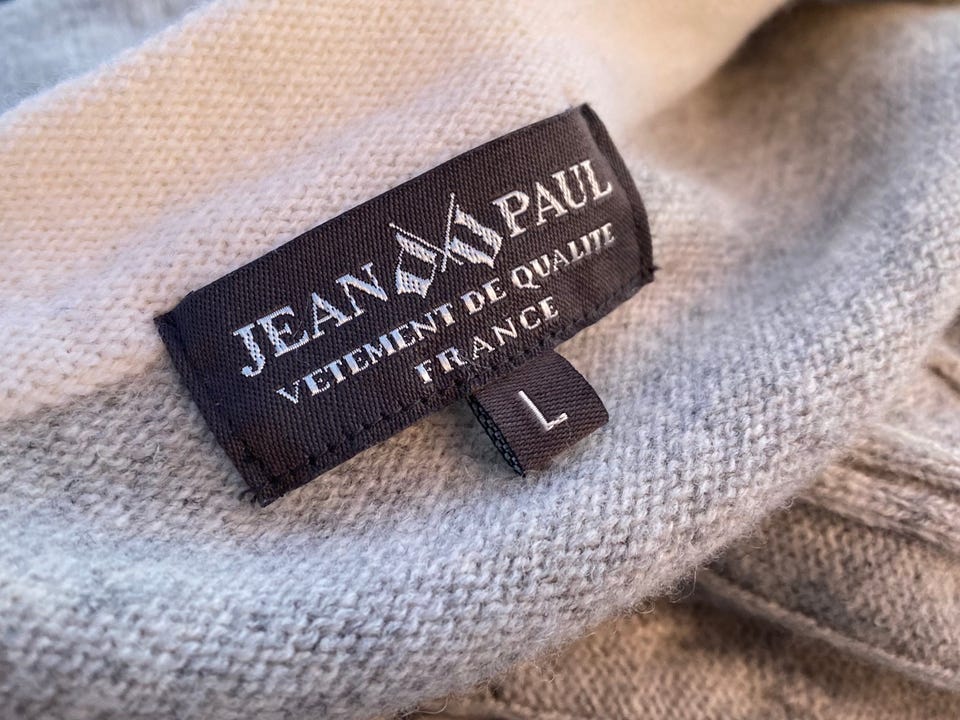 JEAN PAUL
VETEMENT DE QUALITE
FRANCE
L